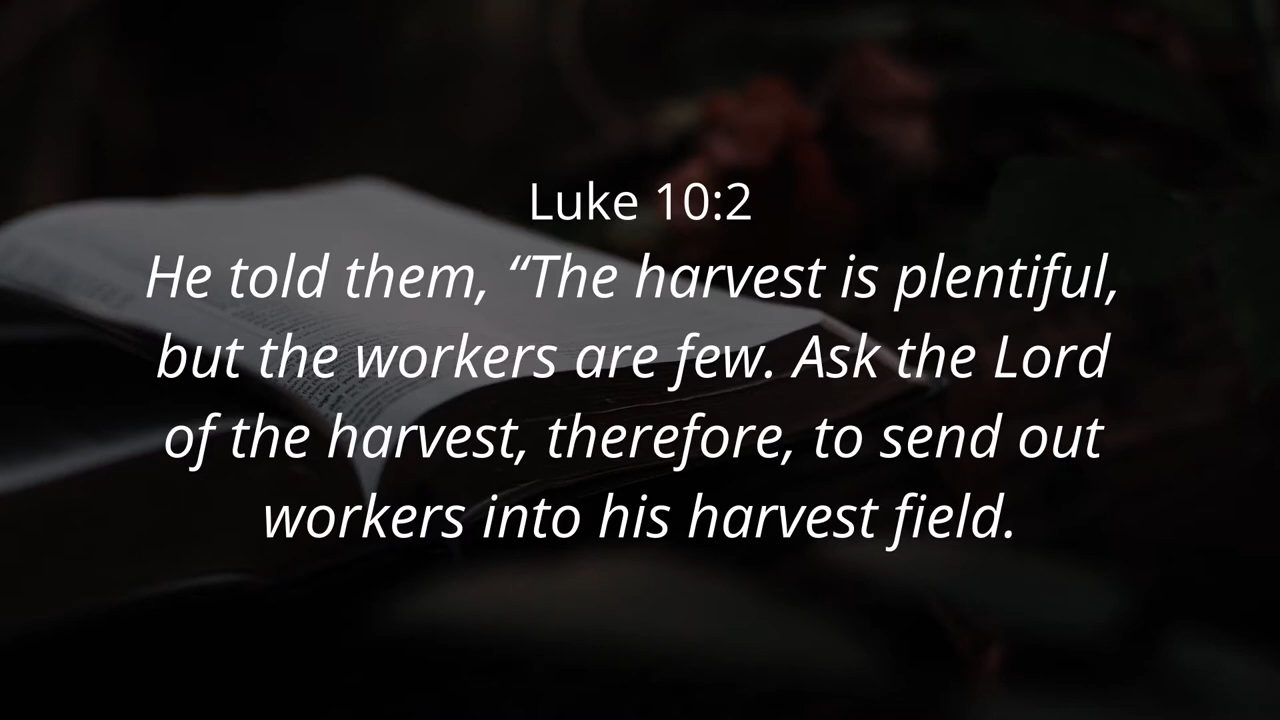 Luke 10:2
He told them, “The harvest is plentiful,
but the workers are few. Ask the Lord
of the harvest, therefore, to send out
workers into his harvest field.